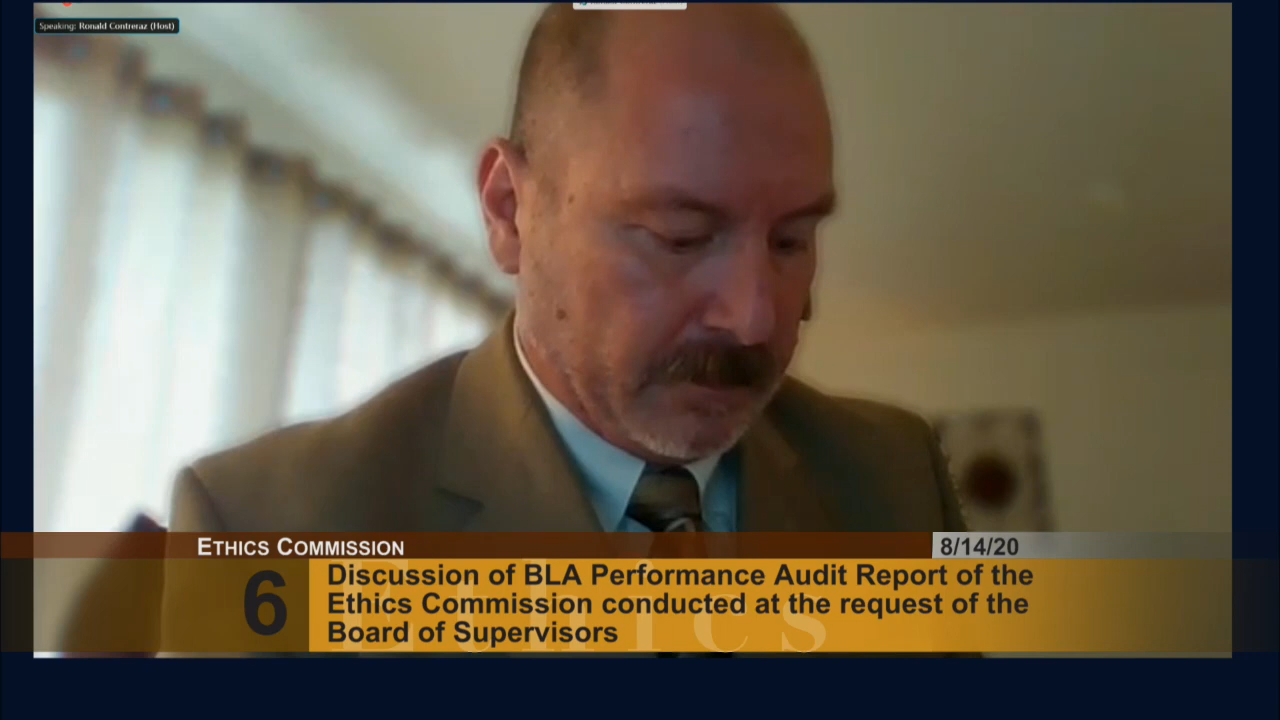 Speaking: Ronald Contreraz (Host)
ETHICS COMMISSION
8/14/20
6
Discussion of BLA Performance Audit Report of the
Ethics Commission conducted at the request of the
Board of Supervisors
Ethics